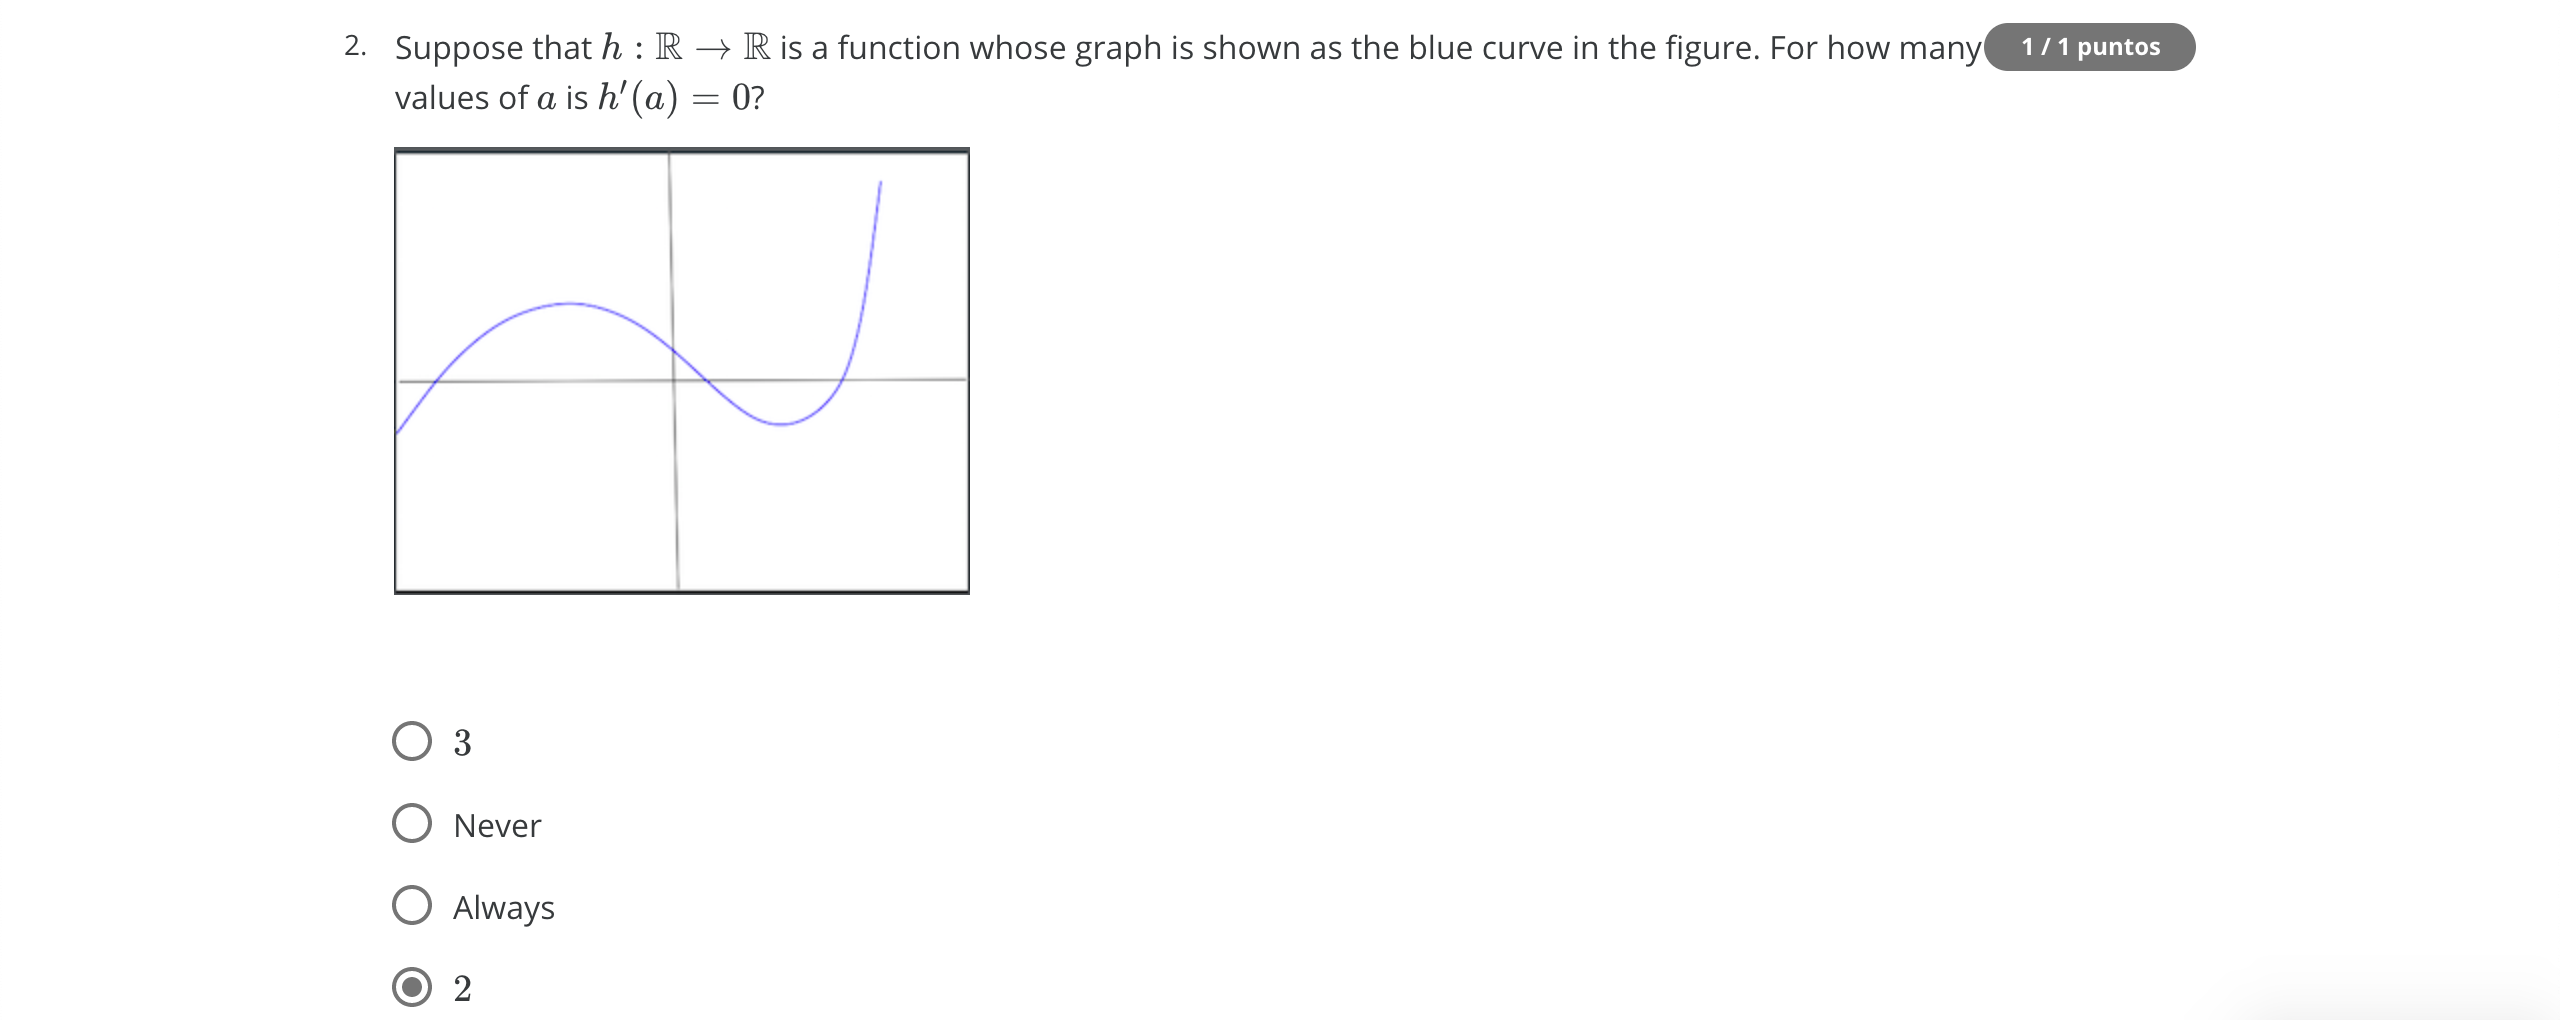 2. Suppose that h : ℝ → ℝ is a function whose graph is shown as the blue curve in the figure. For how many 1 / 1 puntos
values of a is h′(a) = 0?
3
Never
Always
2